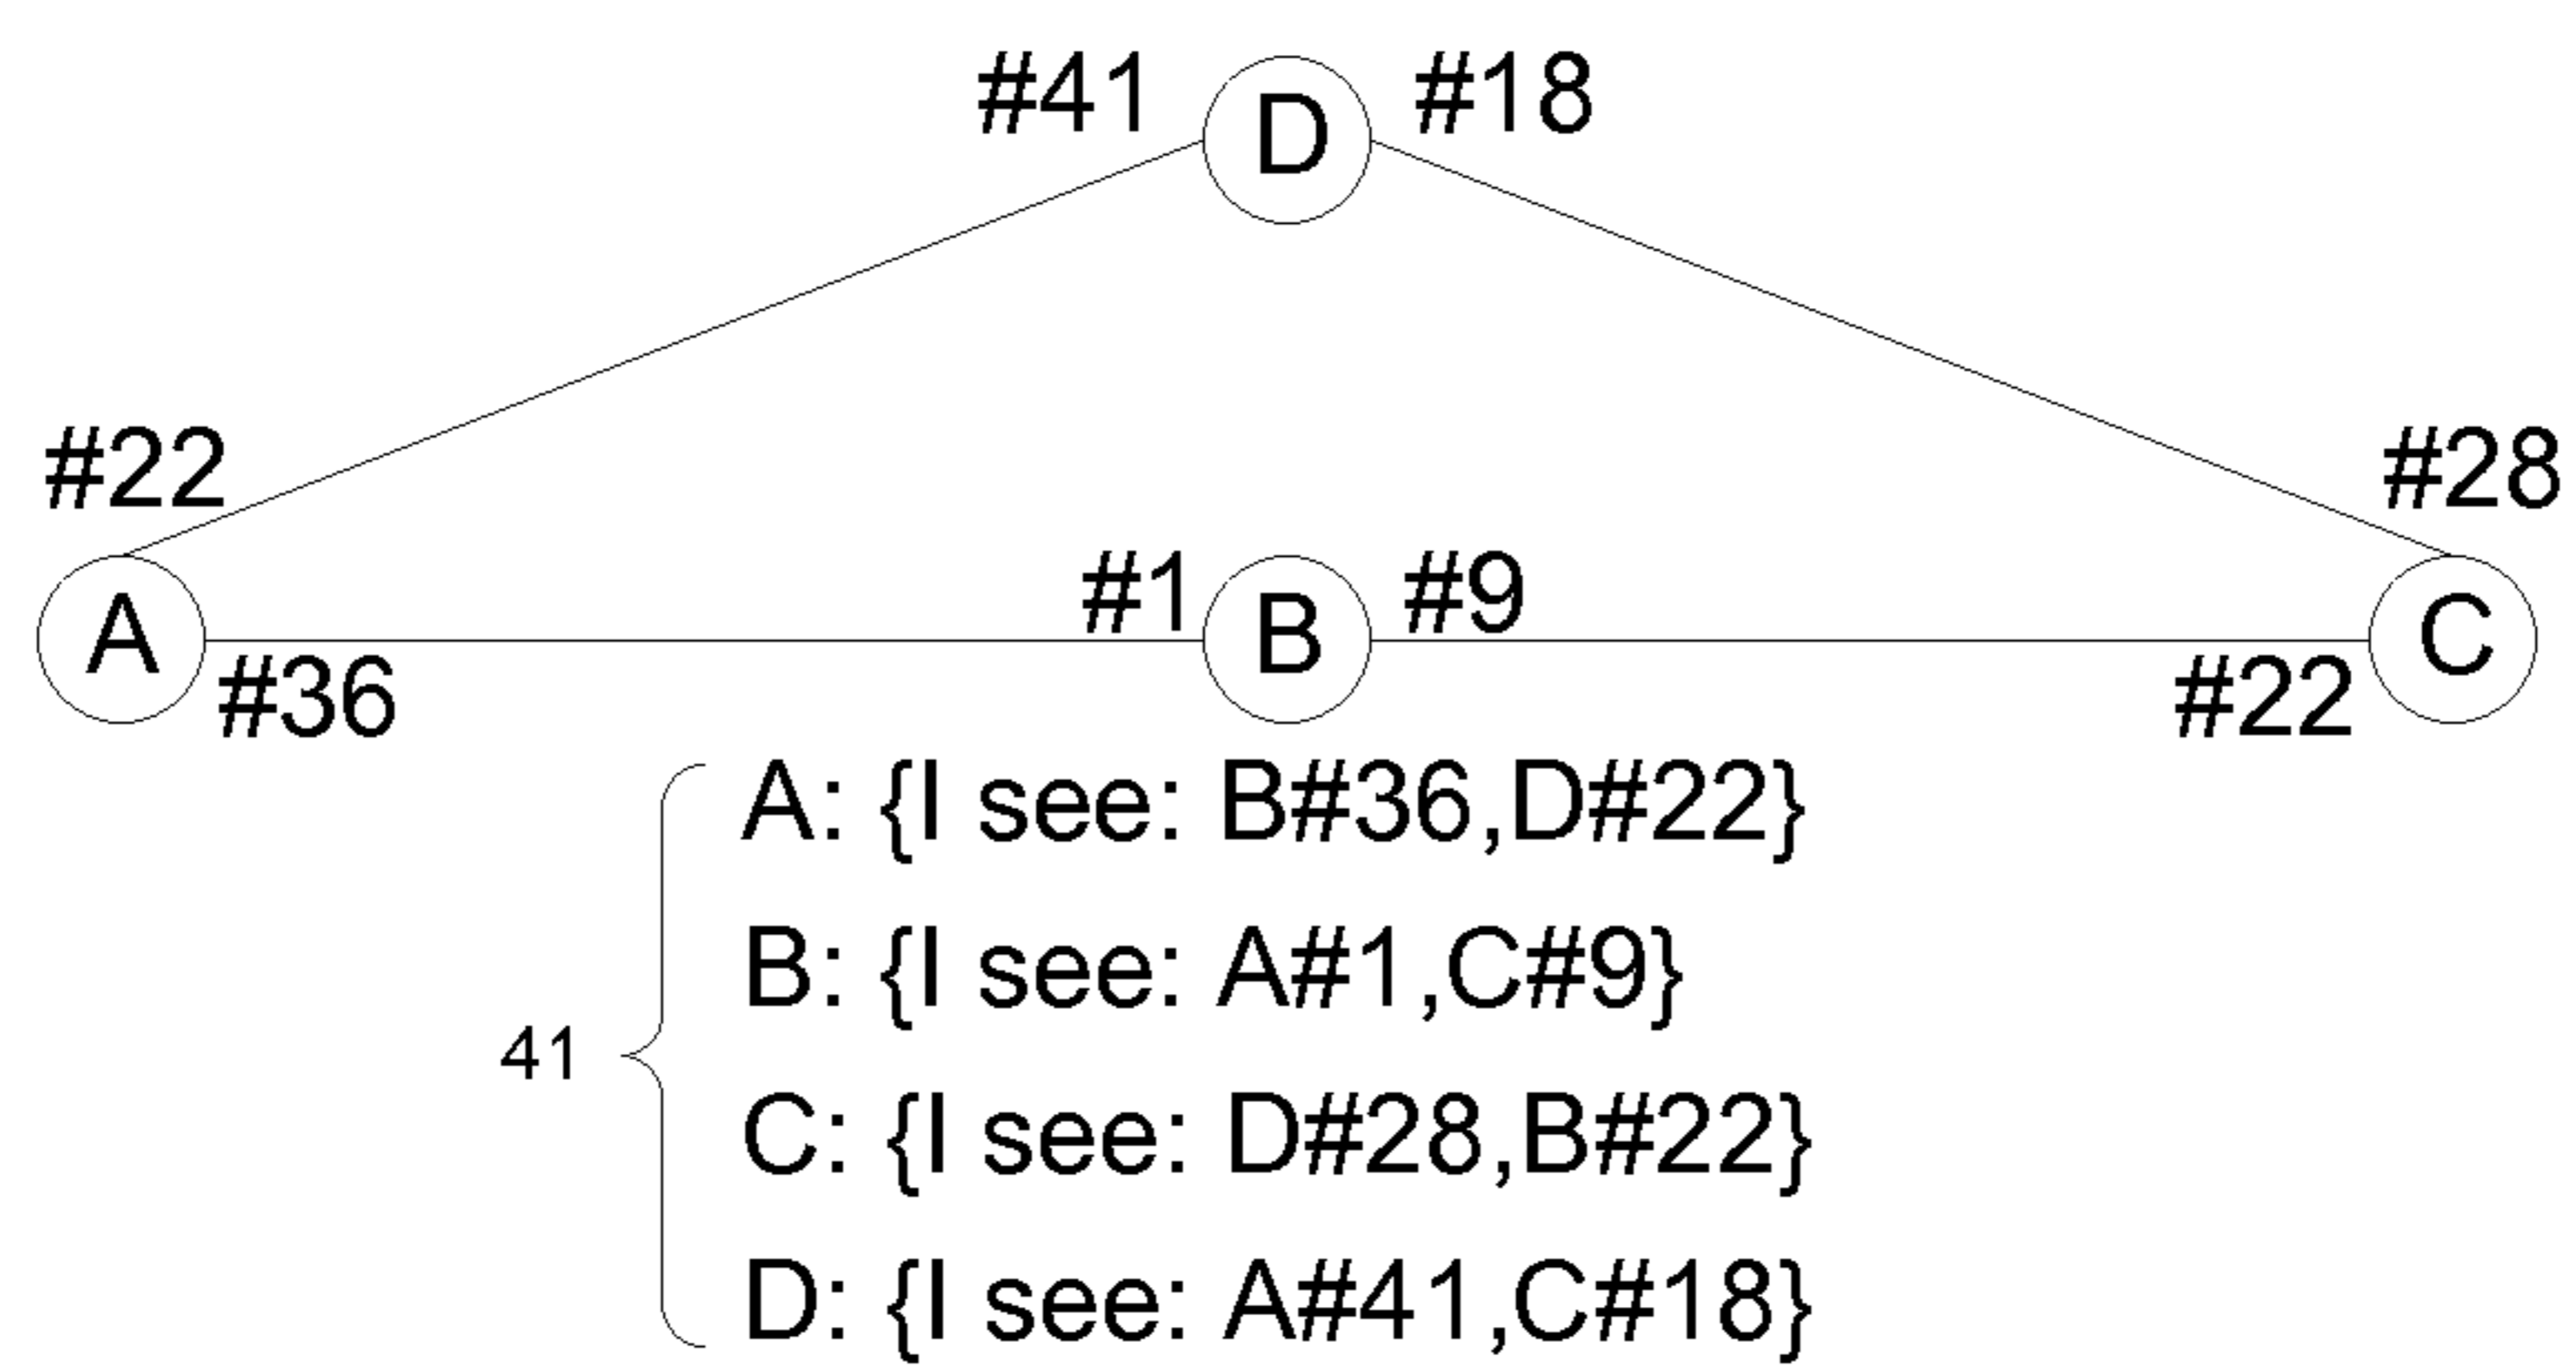 #41 D #18
#22 #28
A #1 B #9 C
#36 #22
A: {I see: B#36,D#22}
B: {I see: A#1,C#9}
41
C: {I see: D#28,B#22}
D: {I see: A#41,C#18}